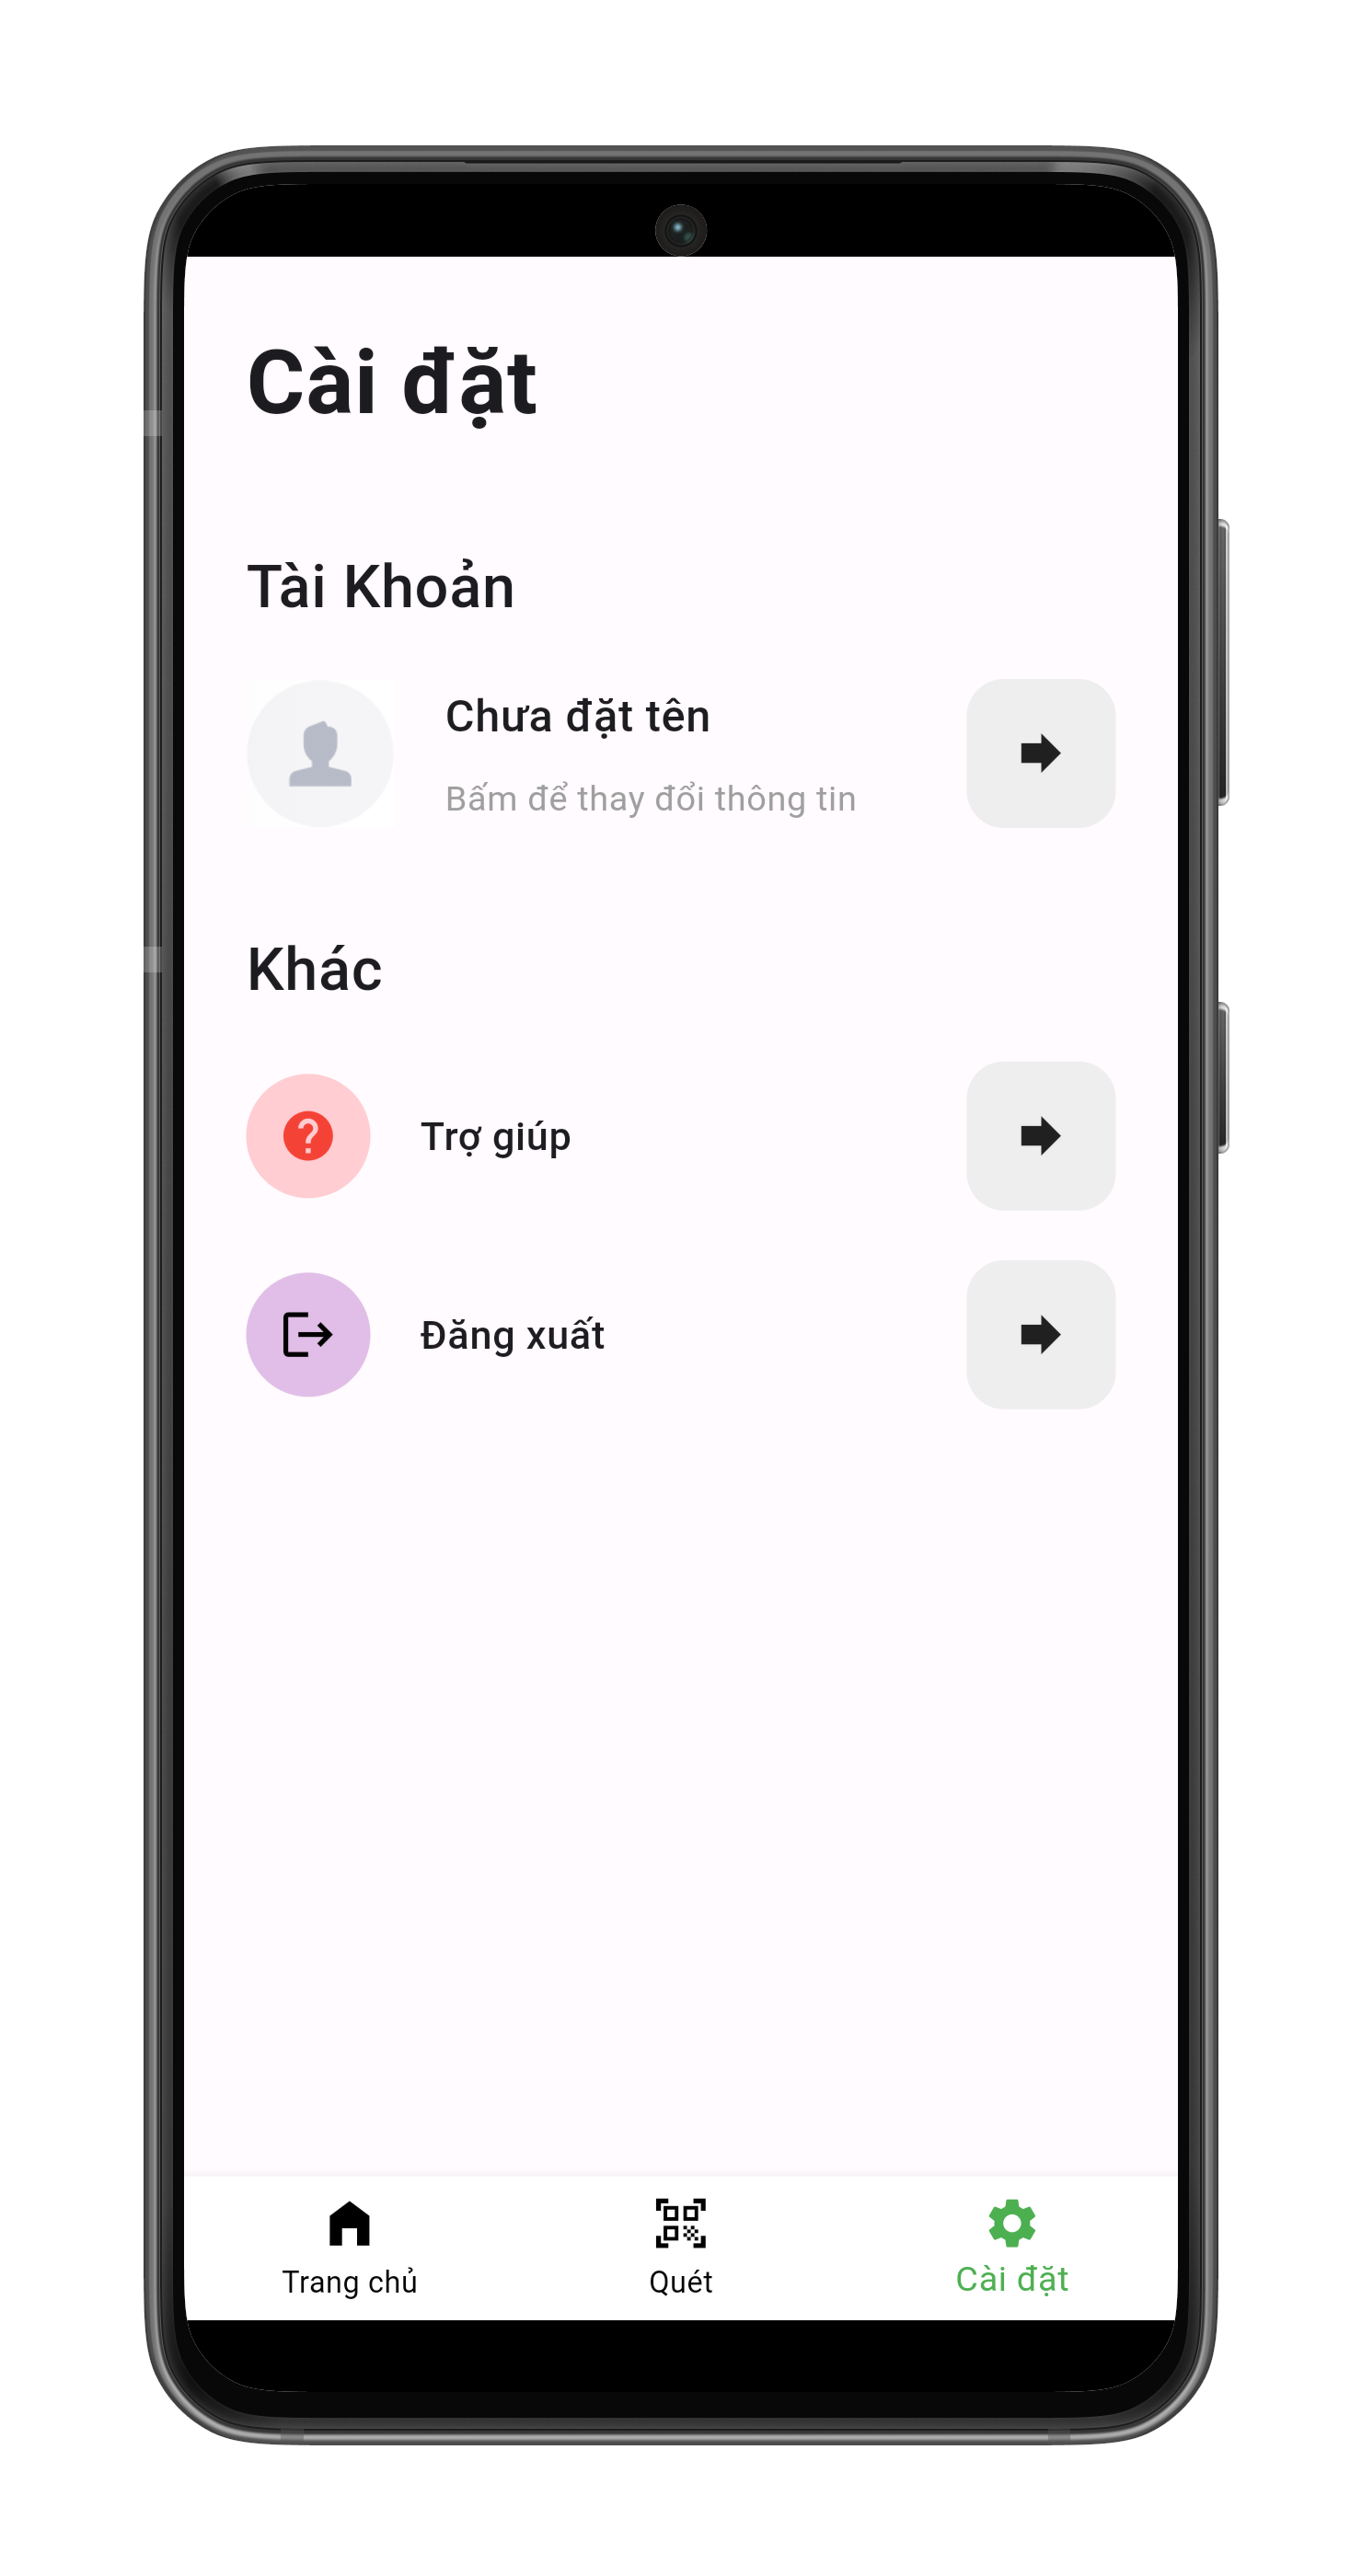 Cài đặt
Tài Khoản
Chưa đặt tên
Bấm để thay đổi thông tin
Khác
Trợ giúp
Đăng xuất
Trang chủ
Quét
Cài đặt